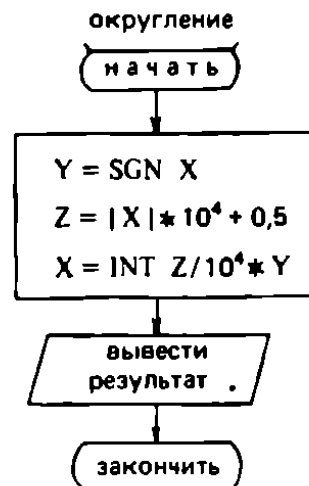 округление
начать
Y = SGN X
Z = | X | * 10⁴ + 0,5
X = INT Z/10⁴ * Y
вывести
результат .
закончить